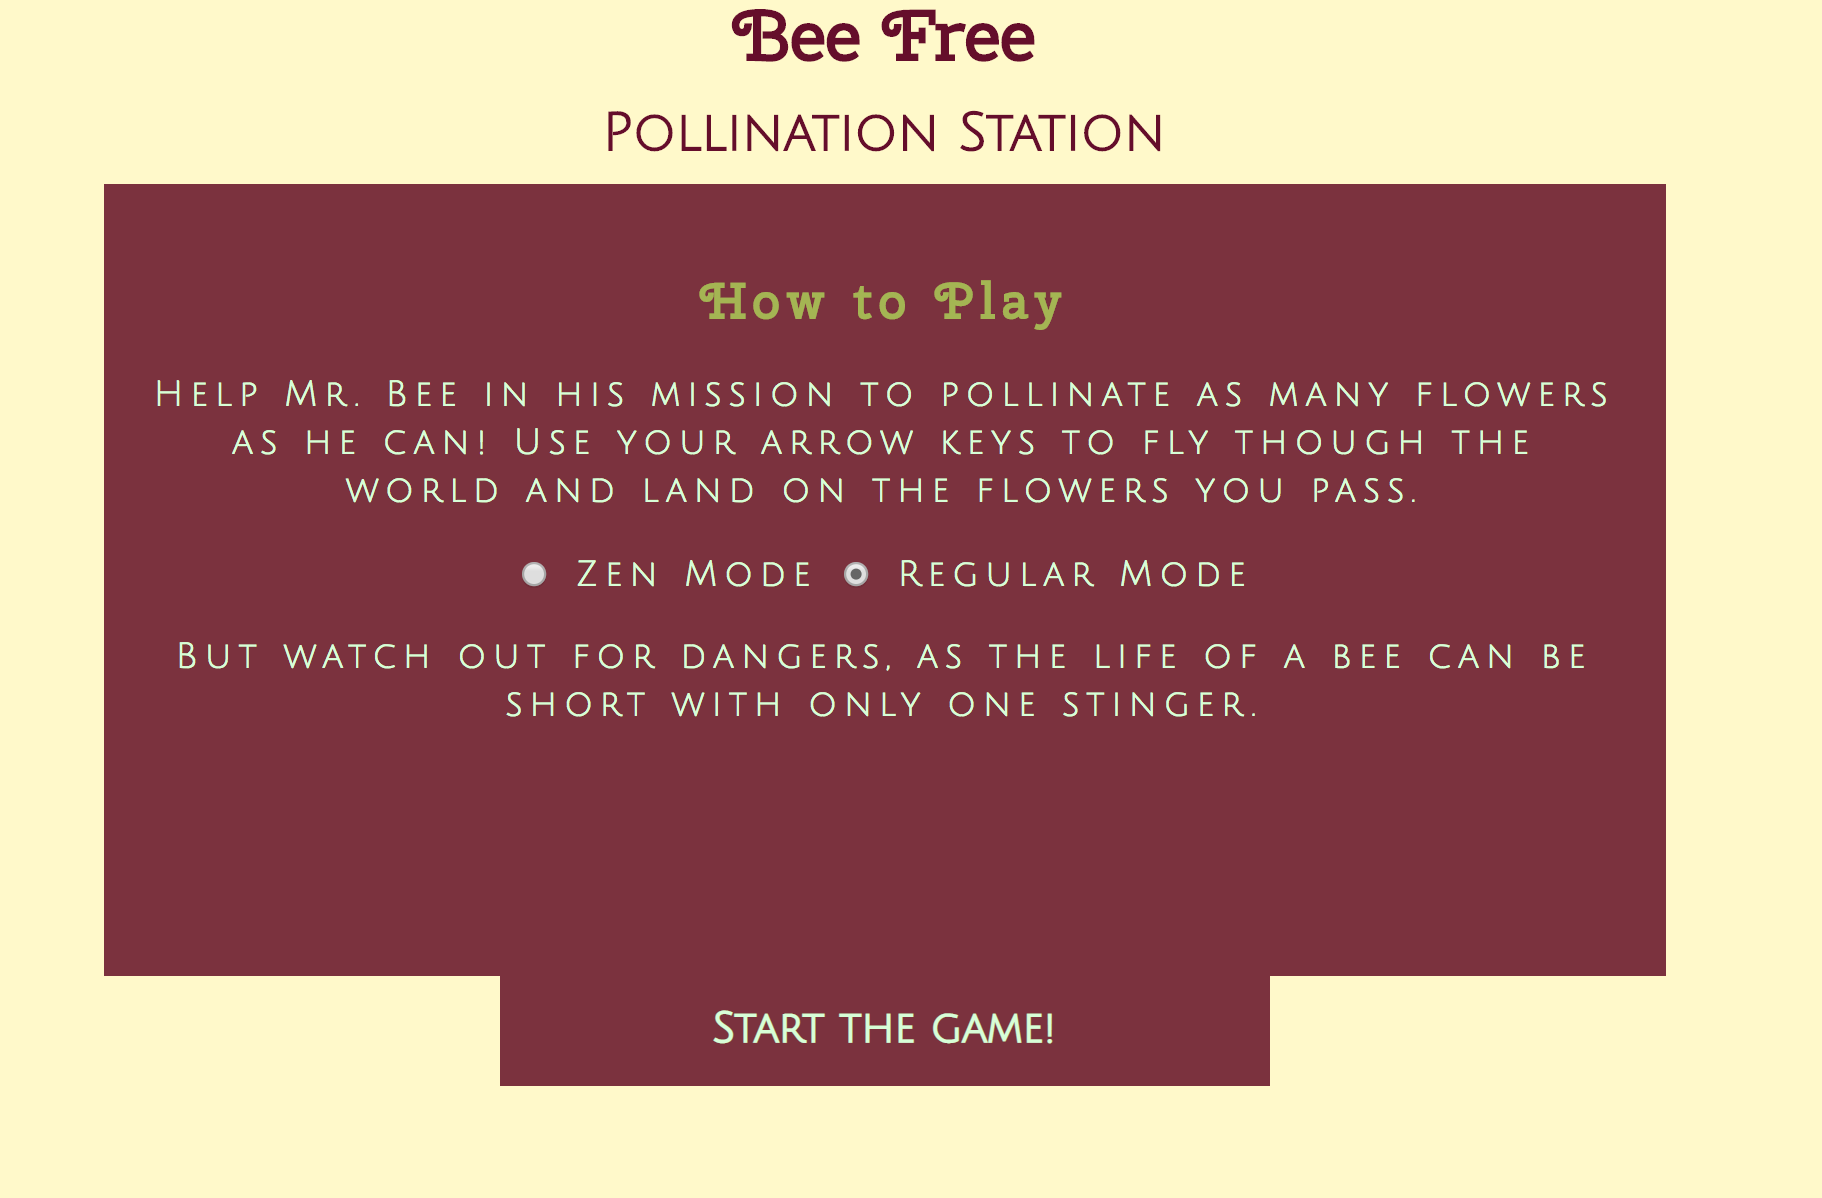 Bee Free
Pollination Station
How to Play
Help Mr. Bee in his mission to pollinate as many flowers
as he can! Use your arrow keys to fly though the
world and land on the flowers you pass.
Zen Mode Regular Mode
But watch out for dangers, as the life of a bee can be
short with only one stinger.
Start the game!